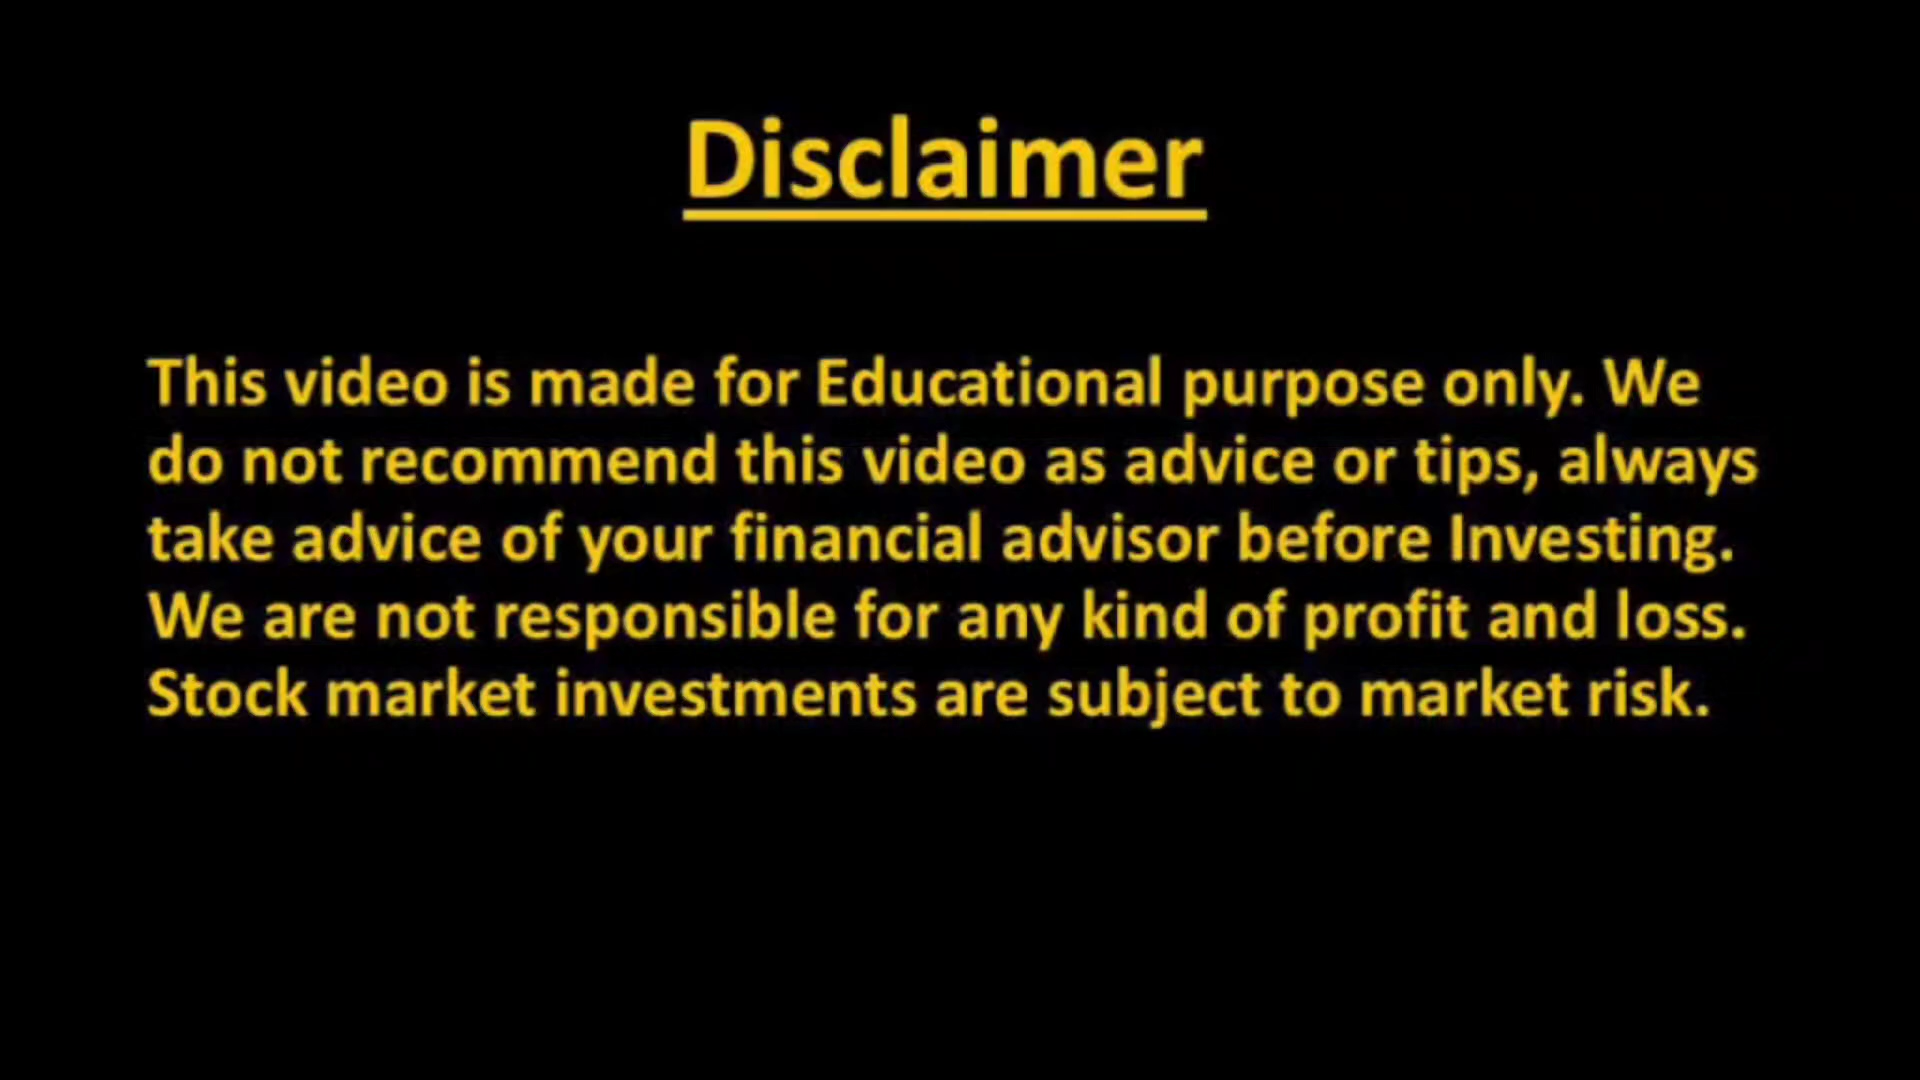 Disclaimer
This video is made for Educational purpose only. We
do not recommend this video as advice or tips, always
take advice of your financial advisor before Investing.
We are not responsible for any kind of profit and loss.
Stock market investments are subject to market risk.